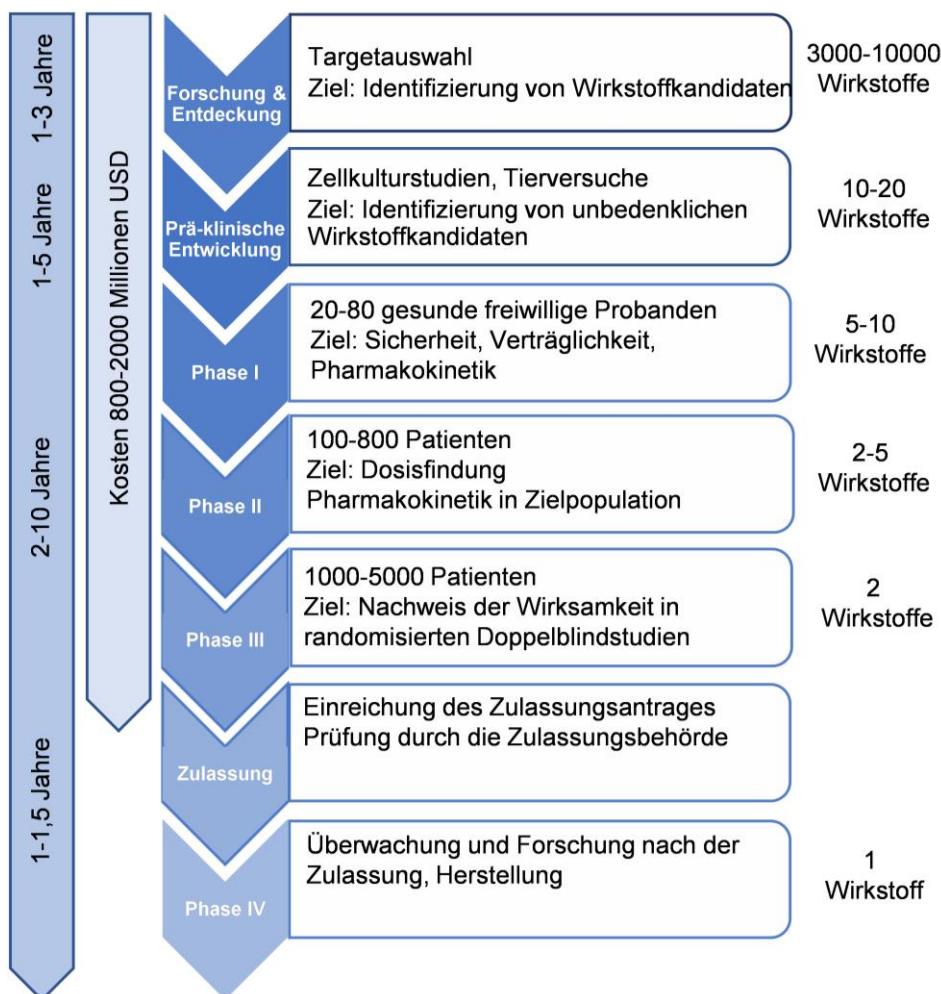 1-3 Jahre
1-5 Jahre
2-10 Jahre
1-1,5 Jahre
Kosten 800-2000 Millionen USD
Forschung &
Entdeckung
Targetauswahl
Ziel: Identifizierung von Wirkstoffkandidaten
3000-10000
Wirkstoffe
Prä-klinische
Entwicklung
Zellkulturstudien, Tierversuche
Ziel: Identifizierung von unbedenklichen
Wirkstoffkandidaten
10-20
Wirkstoffe
Phase I
20-80 gesunde freiwillige Probanden
Ziel: Sicherheit, Verträglichkeit,
Pharmakokinetik
5-10
Wirkstoffe
Phase II
100-800 Patienten
Ziel: Dosisfindung
Pharmakokinetik in Zielpopulation
2-5
Wirkstoffe
Phase III
1000-5000 Patienten
Ziel: Nachweis der Wirksamkeit in
randomisierten Doppelblindstudien
2
Wirkstoffe
Zulassung
Einreichung des Zulassungsantrages
Prüfung durch die Zulassungsbehörde
Phase IV
Überwachung und Forschung nach der
Zulassung, Herstellung
1
Wirkstoff